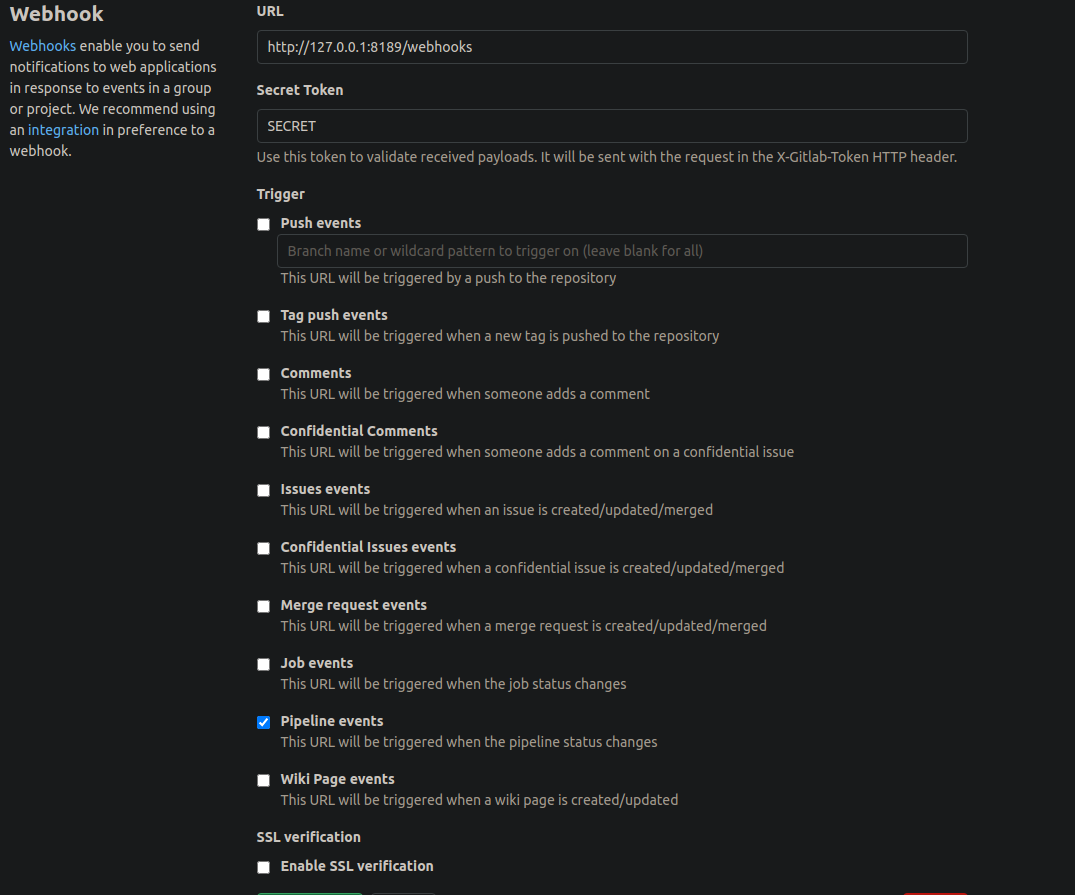 Webhook
Webhooks enable you to send
notifications to web applications
in response to events in a group
or project. We recommend using
an integration in preference to a
webhook.
URL
http://127.0.0.1:8189/webhooks
Secret Token
SECRET
Use this token to validate received payloads. It will be sent with the request in the X-Gitlab-Token HTTP header.
Trigger
Push events
Branch name or wildcard pattern to trigger on (leave blank for all)
This URL will be triggered by a push to the repository
Tag push events
This URL will be triggered when a new tag is pushed to the repository
Comments
This URL will be triggered when someone adds a comment
Confidential Comments
This URL will be triggered when someone adds a comment on a confidential issue
Issues events
This URL will be triggered when an issue is created/updated/merged
Confidential Issues events
This URL will be triggered when a confidential issue is created/updated/merged
Merge request events
This URL will be triggered when a merge request is created/updated/merged
Job events
This URL will be triggered when the job status changes
Pipeline events
This URL will be triggered when the pipeline status changes
Wiki Page events
This URL will be triggered when a wiki page is created/updated
SSL verification
Enable SSL verification